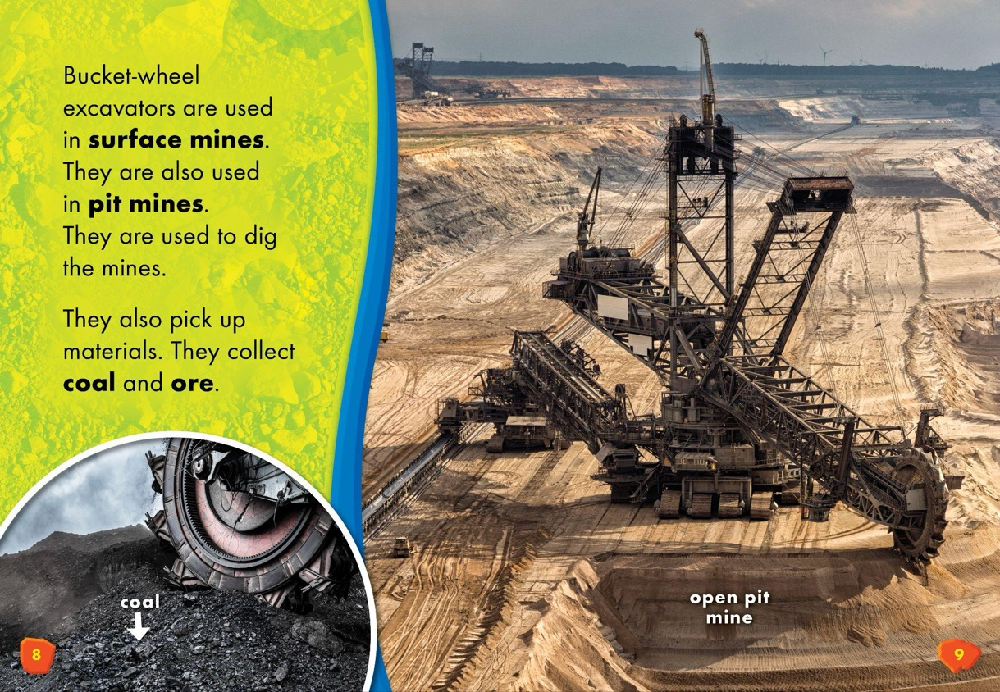 Bucket-wheel
excavators are used
in surface mines.
They are also used
in pit mines.
They are used to dig
the mines.
They also pick up
materials. They collect
coal and ore.
coal
8
open pit
mine
9